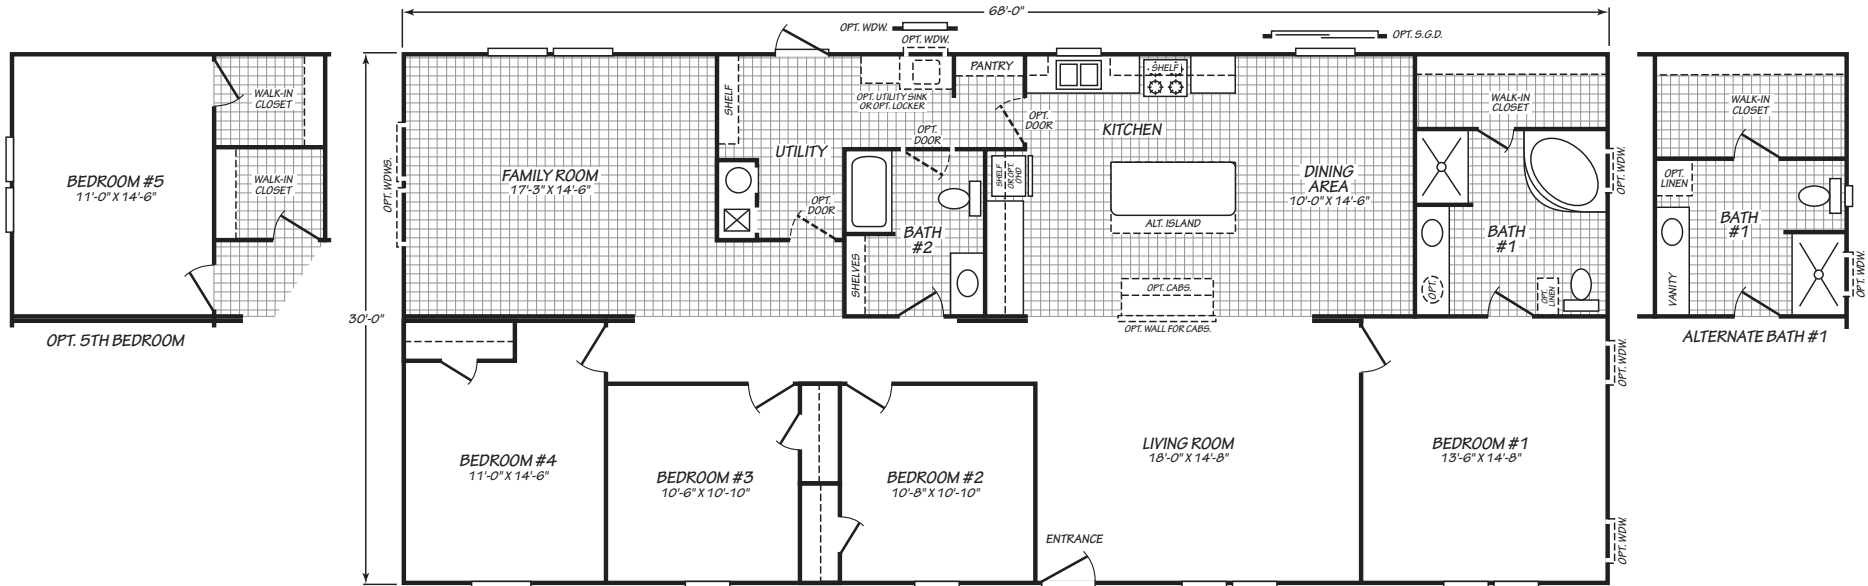 68'-0"
OPT. WDW.
OPT. WDW.
OPT. S.G.D.
WALK-IN
CLOSET
WALK-IN
CLOSET
BEDROOM #5
11'-0" X 14'-6"
OPT. 5TH BEDROOM
30'-0"
OPT. WDWS.
FAMILY ROOM
17'-3" X 14'-6"
SHELF
OPT. UTILITY SINK
OR OPT. LOCKER
UTILITY
OPT.
DOOR
OPT.
DOOR
PANTRY
OPT.
DOOR
SHELF
OR OPT.
O'HD
SHELF
KITCHEN
ALT. ISLAND
DINING
AREA
10'-0" X 14'-6"
BATH
#2
SHELVES
OPT. CABS.
OPT. WALL FOR CABS.
WALK-IN
CLOSET
OPT. WDW.
BATH
#1
OPT.
OPT.
LINEN
WALK-IN
CLOSET
OPT.
LINEN
BATH
#1
VANITY
OPT. WDW.
ALTERNATE BATH #1
BEDROOM #4
11'-0" X 14'-6"
BEDROOM #3
10'-6" X 10'-10"
BEDROOM #2
10'-8" X 10'-10"
LIVING ROOM
18'-0" X 14'-8"
ENTRANCE
BEDROOM #1
13'-6" X 14'-8"
OPT. WDW.
OPT. WDW.